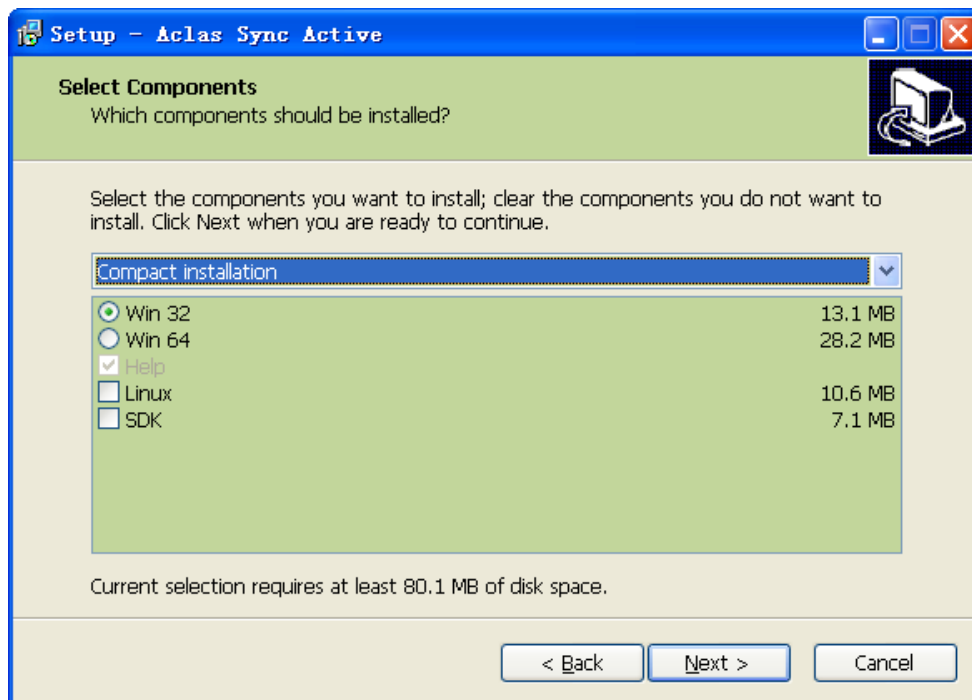 Setup - Aclas Sync Active
Select Components
Which components should be installed?
Select the components you want to install; clear the components you do not want to
install. Click Next when you are ready to continue.
Compact installation
Win 32 13.1 MB
Win 64 28.2 MB
Help
Linux 10.6 MB
SDK 7.1 MB
Current selection requires at least 80.1 MB of disk space.
< Back Next > Cancel